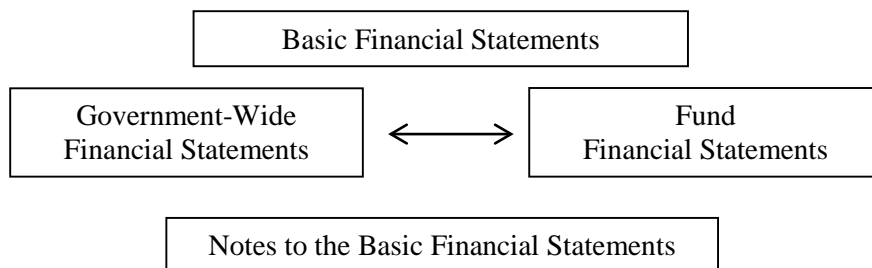 Basic Financial Statements
Government-Wide
Financial Statements
Fund
Financial Statements
Notes to the Basic Financial Statements